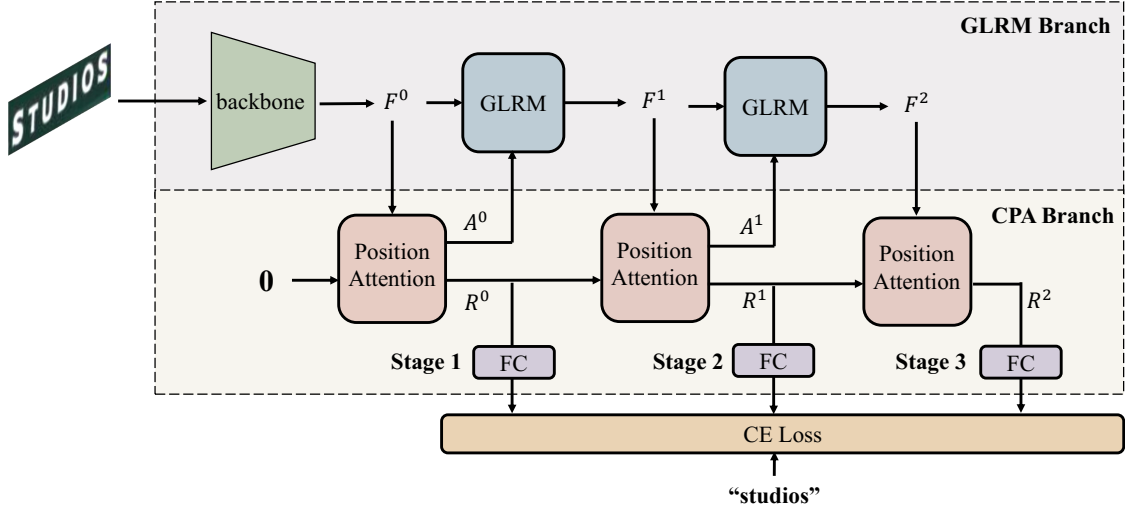 GLRM Branch
STUDIOS
backbone
F⁰
GLRM
F¹
GLRM
F²
CPA Branch
A⁰
A¹
Position
Attention
Position
Attention
Position
Attention
0
R⁰
R¹
R²
Stage 1
FC
Stage 2
FC
Stage 3
FC
CE Loss
“studios”